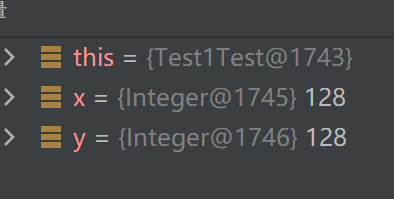 量
this = {Test1Test@1743}
x = {Integer@1745} 128
y = {Integer@1746} 128